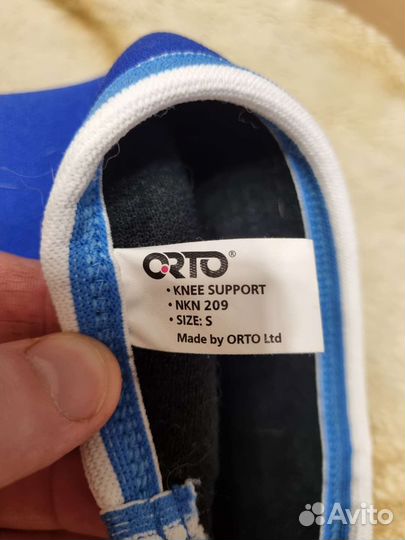 ORTO®
• KNEE SUPPORT
• NKN 209
• SIZE: S
Made by ORTO Ltd
Avito